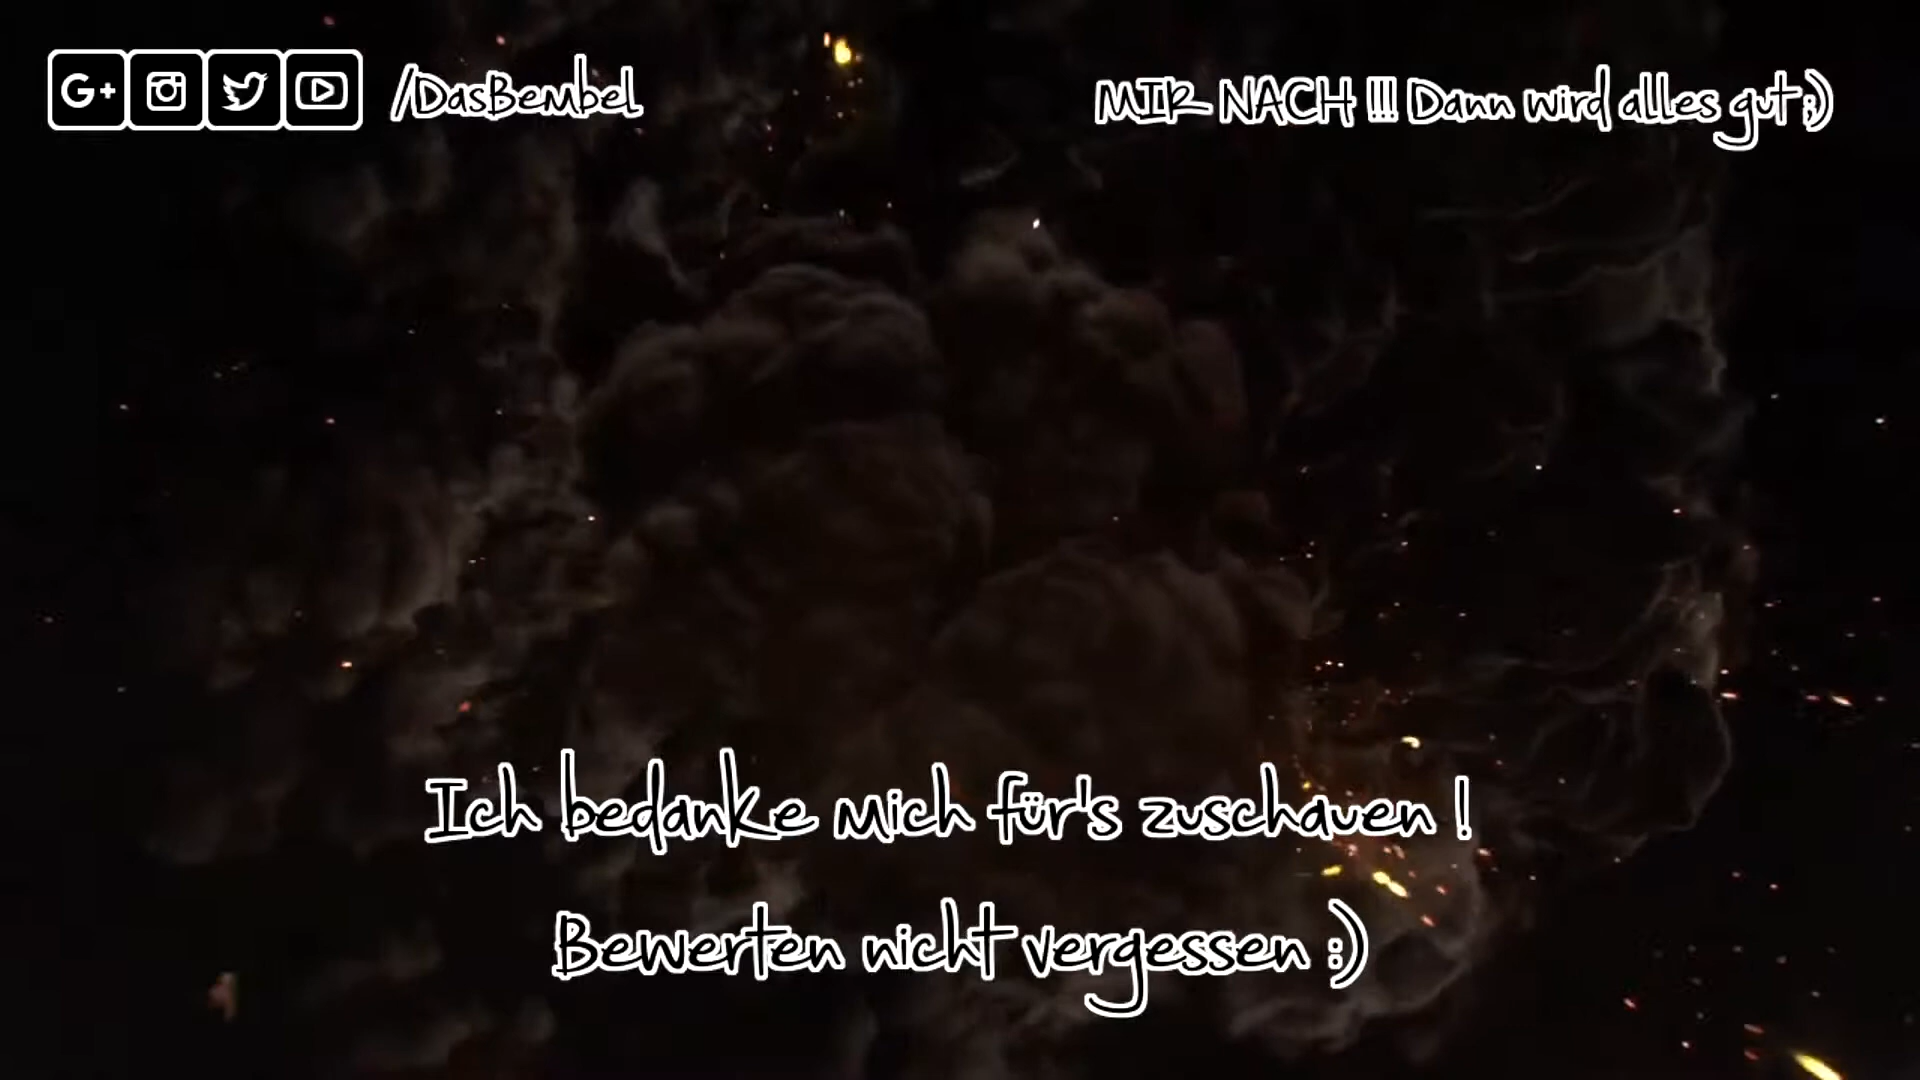 G+ /DasBembel
MIR NACH !!! Dann wird alles gut ;)
Ich bedanke mich für's zuschauen !
Bewerten nicht vergessen :)